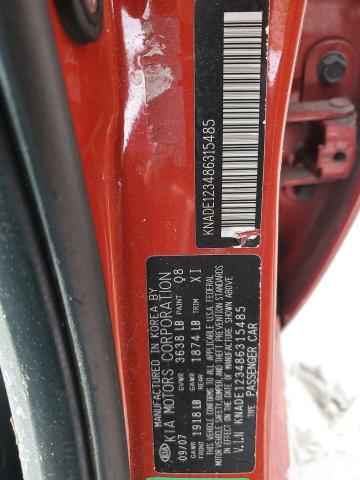 KNADE123486315485
MANUFACTURED IN KOREA BY
KIA KIA MOTORS CORPORATION
09/07 GVWR 3638 LB PAINT Q8
GAWR FRONT 1918 LB GAWR REAR 1874 LB TRIM XI
THIS VEHICLE CONFORMS TO ALL APPLICABLE U.S.A. FEDERAL
MOTOR VEHICLE
SAFETY, BUMPER, AND THEFT PREVENTION STANDARDS
IN EFFECT ON THE DATE OF MANUFACTURE SHOWN ABOVE.
V.I.N KNADE123486315485
TYPE: PASSENGER CAR